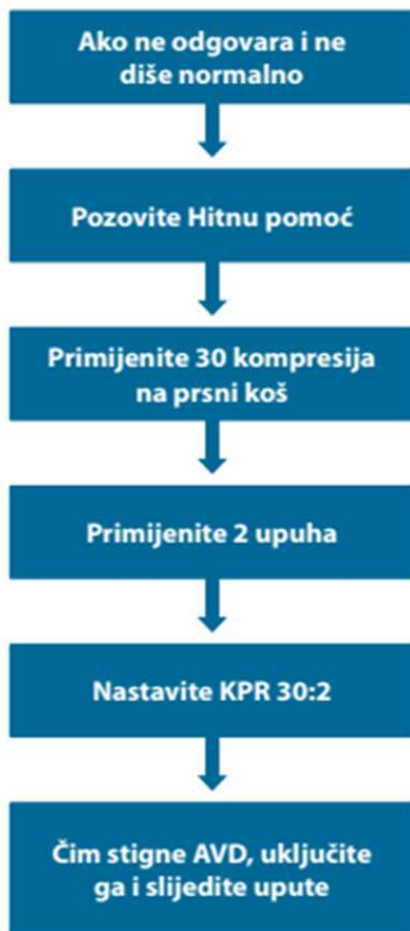 Ako ne odgovara i ne
diše normalno
Pozovite Hitnu pomoć
Primijenite 30 kompresija
na prsni koš
Primijenite 2 upuha
Nastavite KPR 30:2
Čim stigne AVD, uključite
ga i slijedite upute